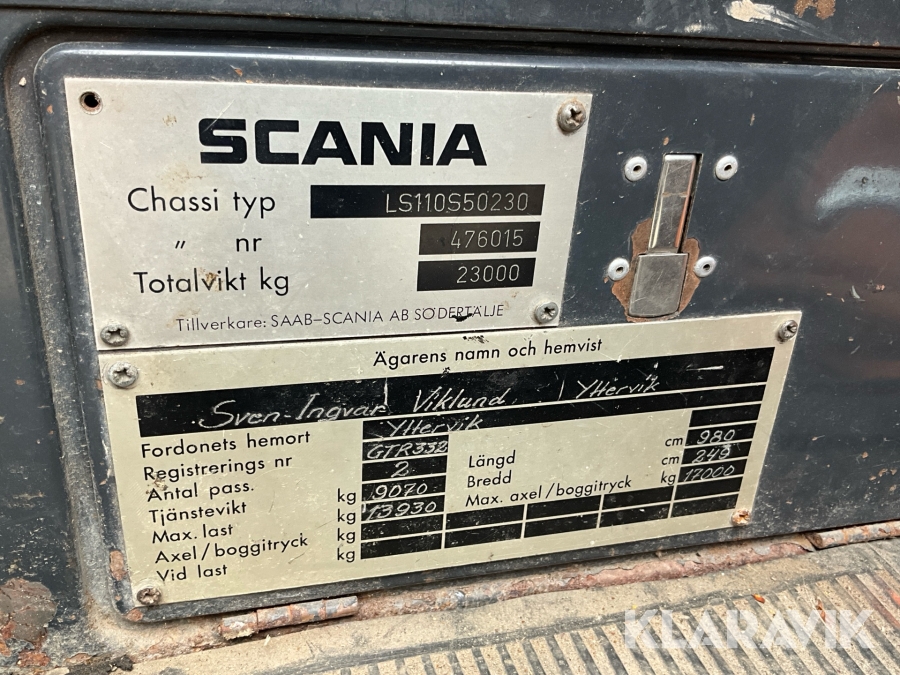 SCANIA
Chassi typ LS110S50230
„ nr 476015
Totalvikt kg 23000
Tillverkare: SAAB-SCANIA AB SÖDERTÄLJE
Ägarens namn och hemvist
Sven-Ingvar Viklund Yttervik
Fordonets hemort Yttervik
Registrerings nr GTR332
Antal pass. 2
Tjänstevikt kg 9070
Max. last kg 13930
Axel/boggitryck kg
Vid last kg
Längd cm 980
Bredd cm 249
Max. axel/boggitryck kg 17000
KLARAVIK